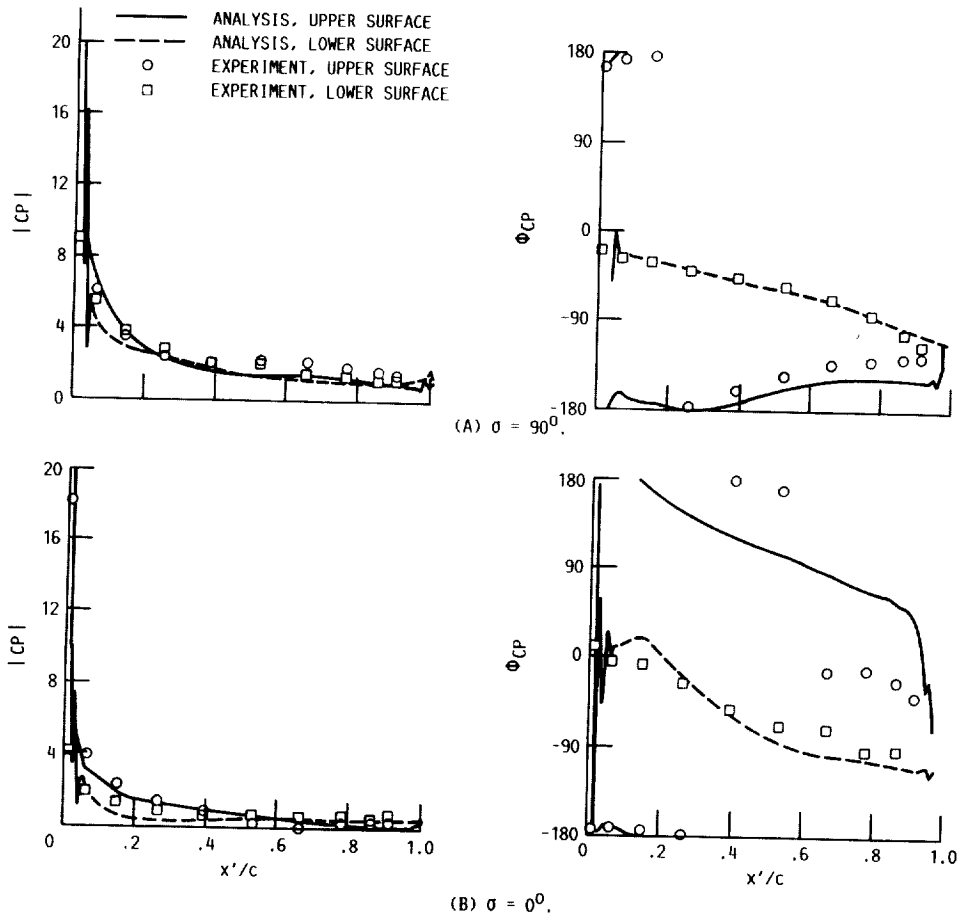 ANALYSIS, UPPER SURFACE
ANALYSIS, LOWER SURFACE
EXPERIMENT, UPPER SURFACE
EXPERIMENT, LOWER SURFACE
20
16
12
8
4
0
|CP|
180
90
0
-90
-180
ΦCP
(A) σ = 90⁰.
20
16
12
8
4
|CP|
0 .2 .4 .6 .8 1.0
x'/c
180
90
0
-90
-180
ΦCP
0 .2 .4 .6 .8 1.0
x'/c
(B) σ = 0⁰.